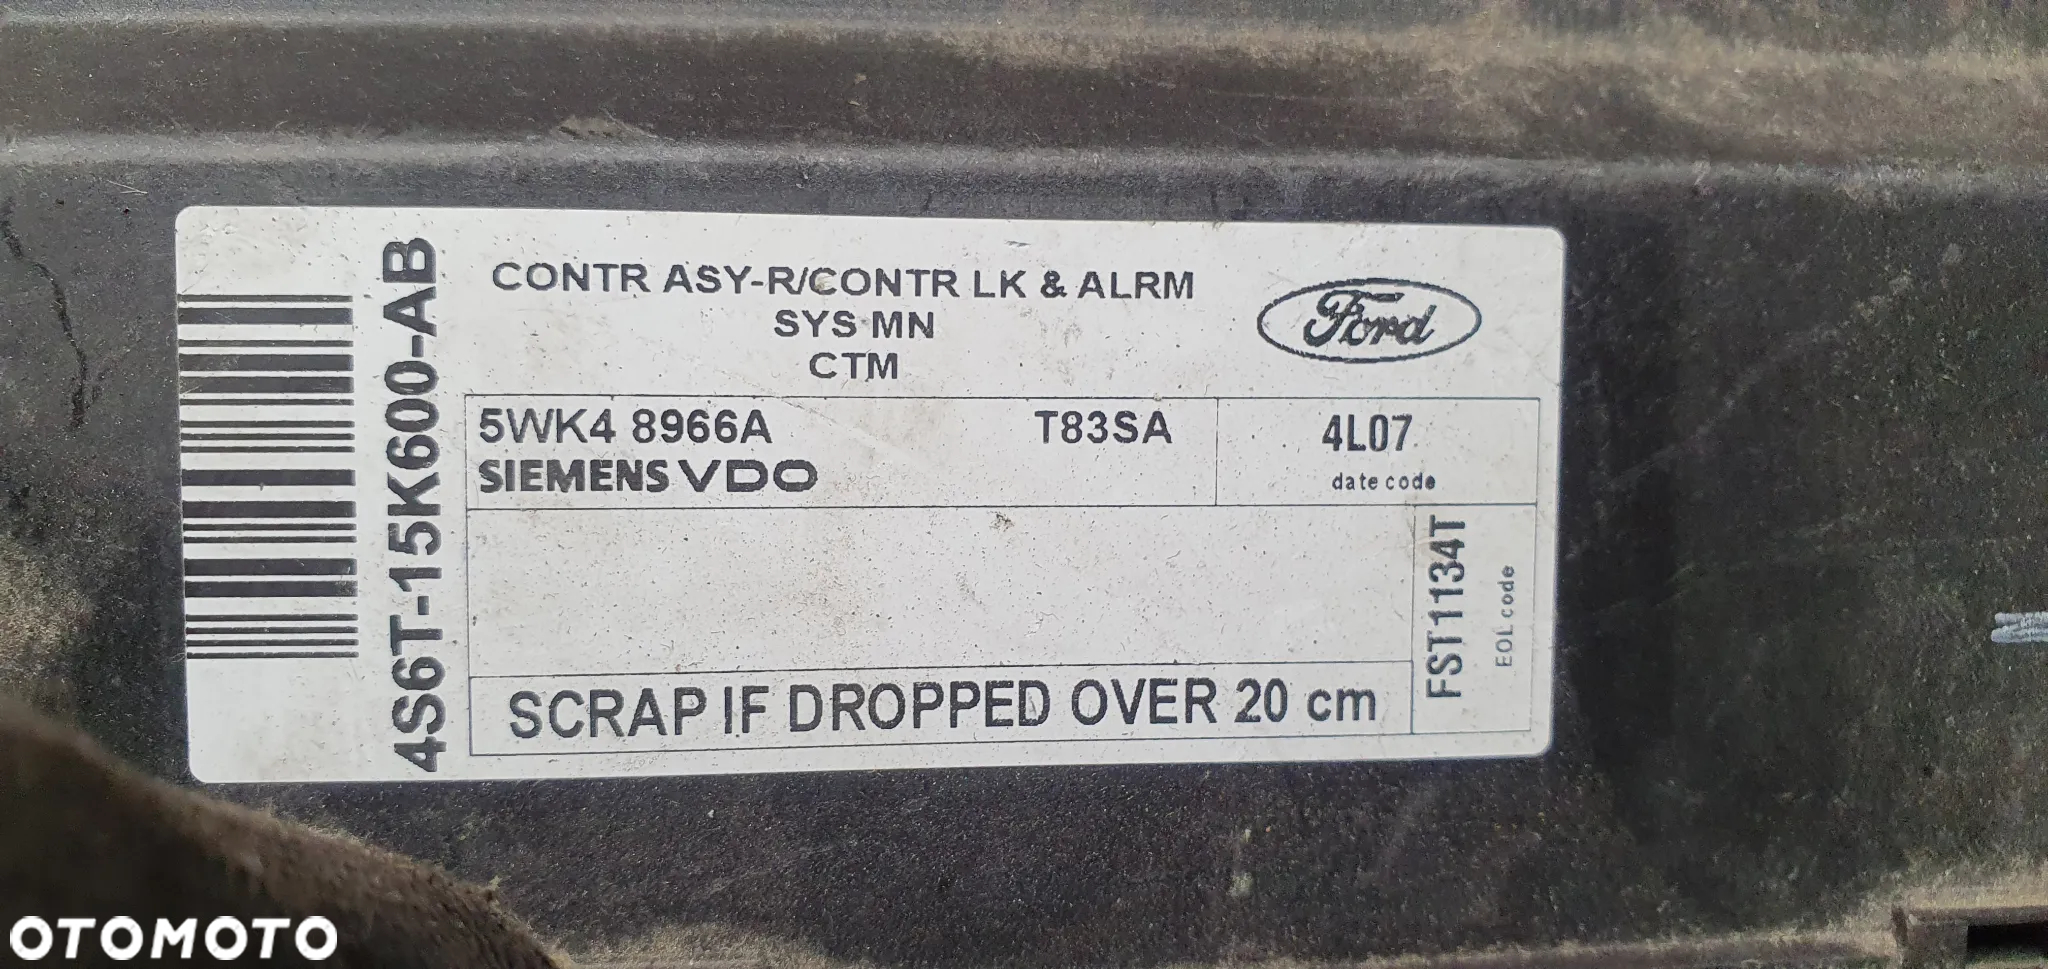 4S6T-15K600-AB
CONTR ASY-R/CONTR LK & ALRM
SYS MN
CTM
Ford
5WK4 8966A T83SA
SIEMENS VDO
4L07
date code
FST1134T
EOL code
SCRAP IF DROPPED OVER 20 cm
OTOMOTO